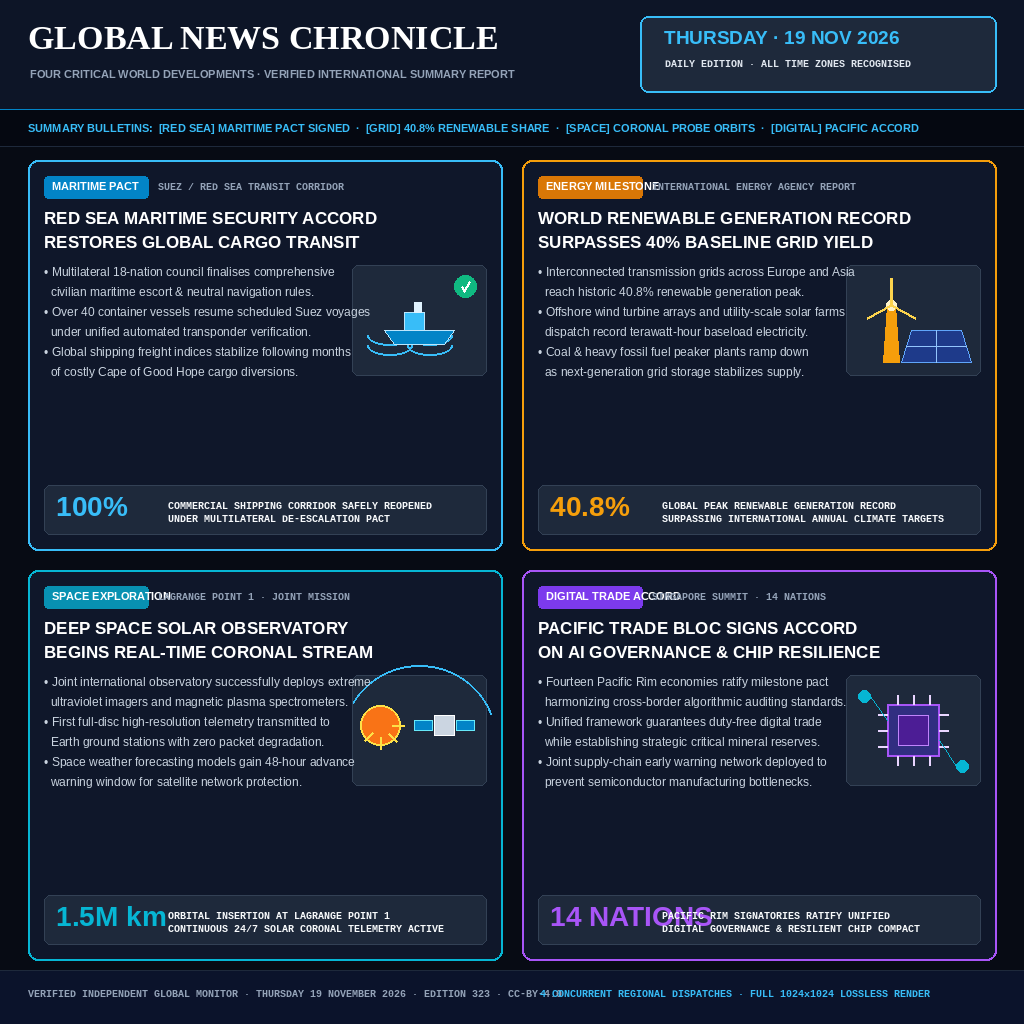 GLOBAL NEWS CHRONICLE
FOUR CRITICAL WORLD DEVELOPMENTS · VERIFIED INTERNATIONAL SUMMARY REPORT
THURSDAY · 19 NOV 2026
DAILY EDITION · ALL TIME ZONES RECOGNISED
SUMMARY BULLETINS: [RED SEA] MARITIME PACT SIGNED · [GRID] 40.8% RENEWABLE SHARE · [SPACE] CORONAL PROBE ORBITS · [DIGITAL] PACIFIC ACCORD
MARITIME PACT SUEZ / RED SEA TRANSIT CORRIDOR
RED SEA MARITIME SECURITY ACCORD
RESTORES GLOBAL CARGO TRANSIT
• Multilateral 18-nation council finalises comprehensive
civilian maritime escort & neutral navigation rules.
• Over 40 container vessels resume scheduled Suez voyages
under unified automated transponder verification.
• Global shipping freight indices stabilize following months
of costly Cape of Good Hope cargo diversions.
100%
COMMERCIAL SHIPPING CORRIDOR SAFELY REOPENED
UNDER MULTILATERAL DE-ESCALATION PACT
ENERGY MILESTONE INTERNATIONAL ENERGY AGENCY REPORT
WORLD RENEWABLE GENERATION RECORD
SURPASSES 40% BASELINE GRID YIELD
• Interconnected transmission grids across Europe and Asia
reach historic 40.8% renewable generation peak.
• Offshore wind turbine arrays and utility-scale solar farms
dispatch record terawatt-hour baseload electricity.
• Coal & heavy fossil fuel peaker plants ramp down
as next-generation grid storage stabilizes supply.
40.8%
GLOBAL PEAK RENEWABLE GENERATION RECORD
SURPASSING INTERNATIONAL ANNUAL CLIMATE TARGETS
SPACE EXPLORATION LAGRANGE POINT 1 · JOINT MISSION
DEEP SPACE SOLAR OBSERVATORY
BEGINS REAL-TIME CORONAL STREAM
• Joint international observatory successfully deploys extreme
ultraviolet imagers and magnetic plasma spectrometers.
• First full-disc high-resolution telemetry transmitted to
Earth ground stations with zero packet degradation.
• Space weather forecasting models gain 48-hour advance
warning window for satellite network protection.
1.5M km
ORBITAL INSERTION AT LAGRANGE POINT 1
CONTINUOUS 24/7 SOLAR CORONAL TELEMETRY ACTIVE
DIGITAL TRADE ACCORD SINGAPORE SUMMIT · 14 NATIONS
PACIFIC TRADE BLOC SIGNS ACCORD
ON AI GOVERNANCE & CHIP RESILIENCE
• Fourteen Pacific Rim economies ratify milestone pact
harmonizing cross-border algorithmic auditing standards.
• Unified framework guarantees duty-free digital trade
while establishing strategic critical mineral reserves.
• Joint supply-chain early warning network deployed to
prevent semiconductor manufacturing bottlenecks.
14 NATIONS
PACIFIC RIM SIGNATORIES RATIFY UNIFIED
DIGITAL GOVERNANCE & RESILIENT CHIP COMPACT
VERIFIED INDEPENDENT GLOBAL MONITOR · THURSDAY 19 NOVEMBER 2026 · EDITION 323 · CC-BY-4.0
4 CONCURRENT REGIONAL DISPATCHES · FULL 1024x1024 LOSSLESS RENDER